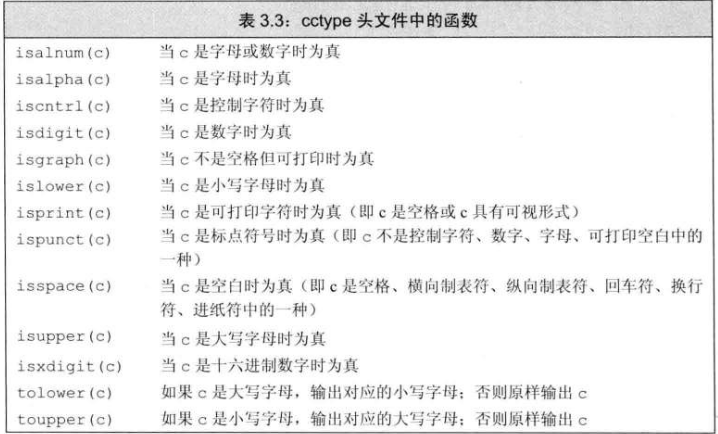 表 3.3：cctype 头文件中的函数
isalnum(c) 当 c 是字母或数字时为真
isalpha(c) 当 c 是字母时为真
iscntrl(c) 当 c 是控制字符时为真
isdigit(c) 当 c 是数字时为真
isgraph(c) 当 c 不是空格但可打印时为真
islower(c) 当 c 是小写字母时为真
isprint(c) 当 c 是可打印字符时为真（即 c 是空格或 c 具有可视形式）
ispunct(c) 当 c 是标点符号时为真（即 c 不是控制字符、数字、字母、可打印空白中的
一种）
isspace(c) 当 c 是空白时为真（即 c 是空格、横向制表符、纵向制表符、回车符、换行
符、进纸符中的一种）
isupper(c) 当 c 是大写字母时为真
isxdigit(c) 当 c 是十六进制数字时为真
tolower(c) 如果 c 是大写字母，输出对应的小写字母；否则原样输出 c
toupper(c) 如果 c 是小写字母，输出对应的大写字母；否则原样输出 c